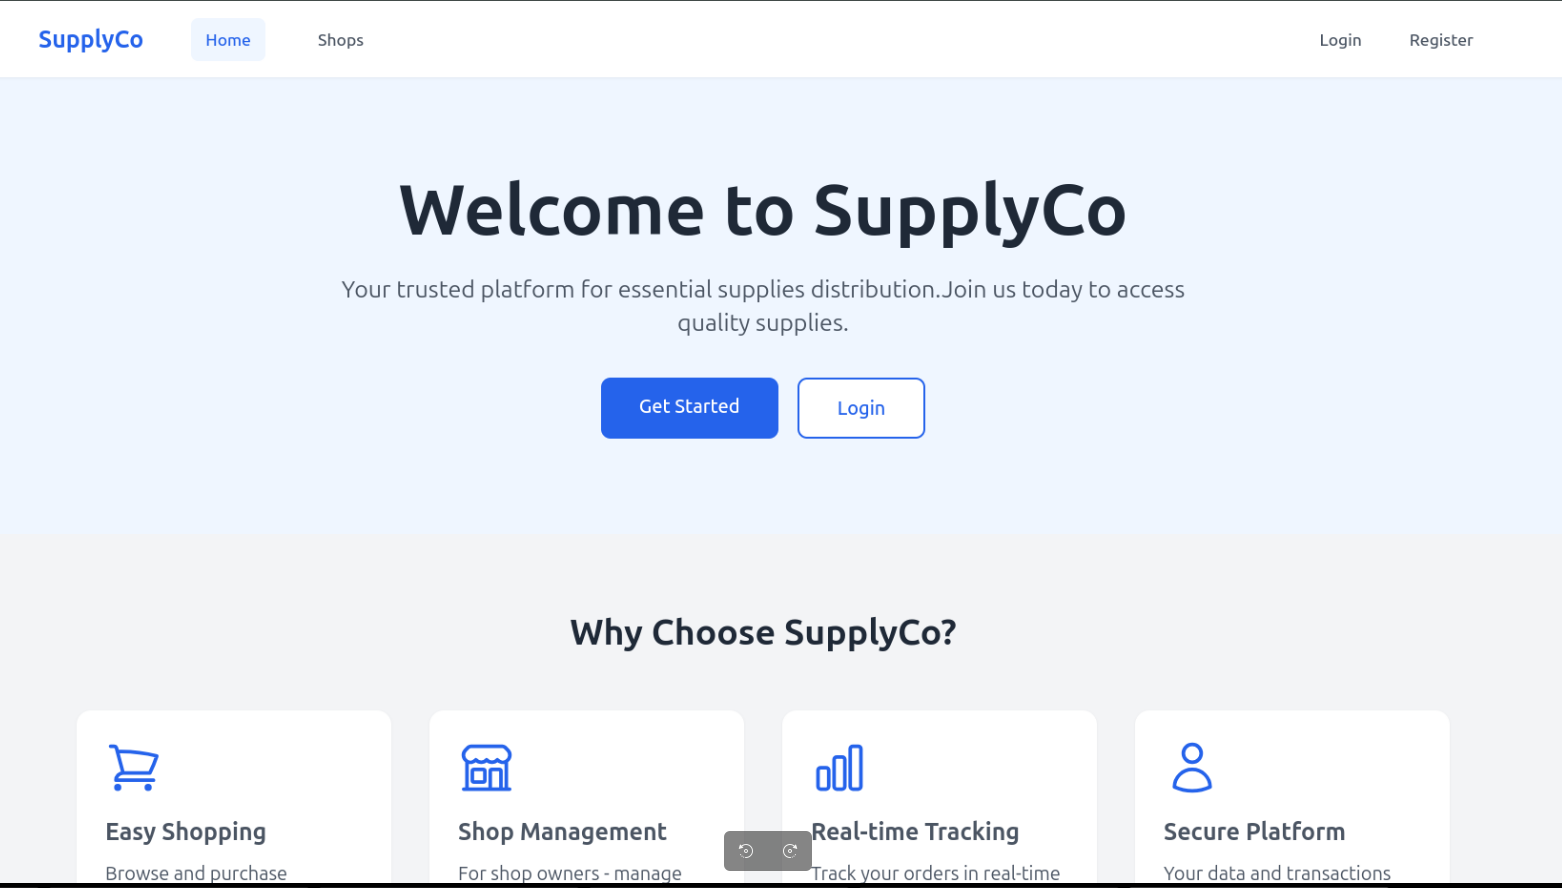 SupplyCo Home Shops Login Register
Welcome to SupplyCo
Your trusted platform for essential supplies distribution.Join us today to access
quality supplies.
Get Started Login
Why Choose SupplyCo?
Easy Shopping
Browse and purchase
Shop Management
For shop owners - manage
Real-time Tracking
Track your orders in real-time
Secure Platform
Your data and transactions